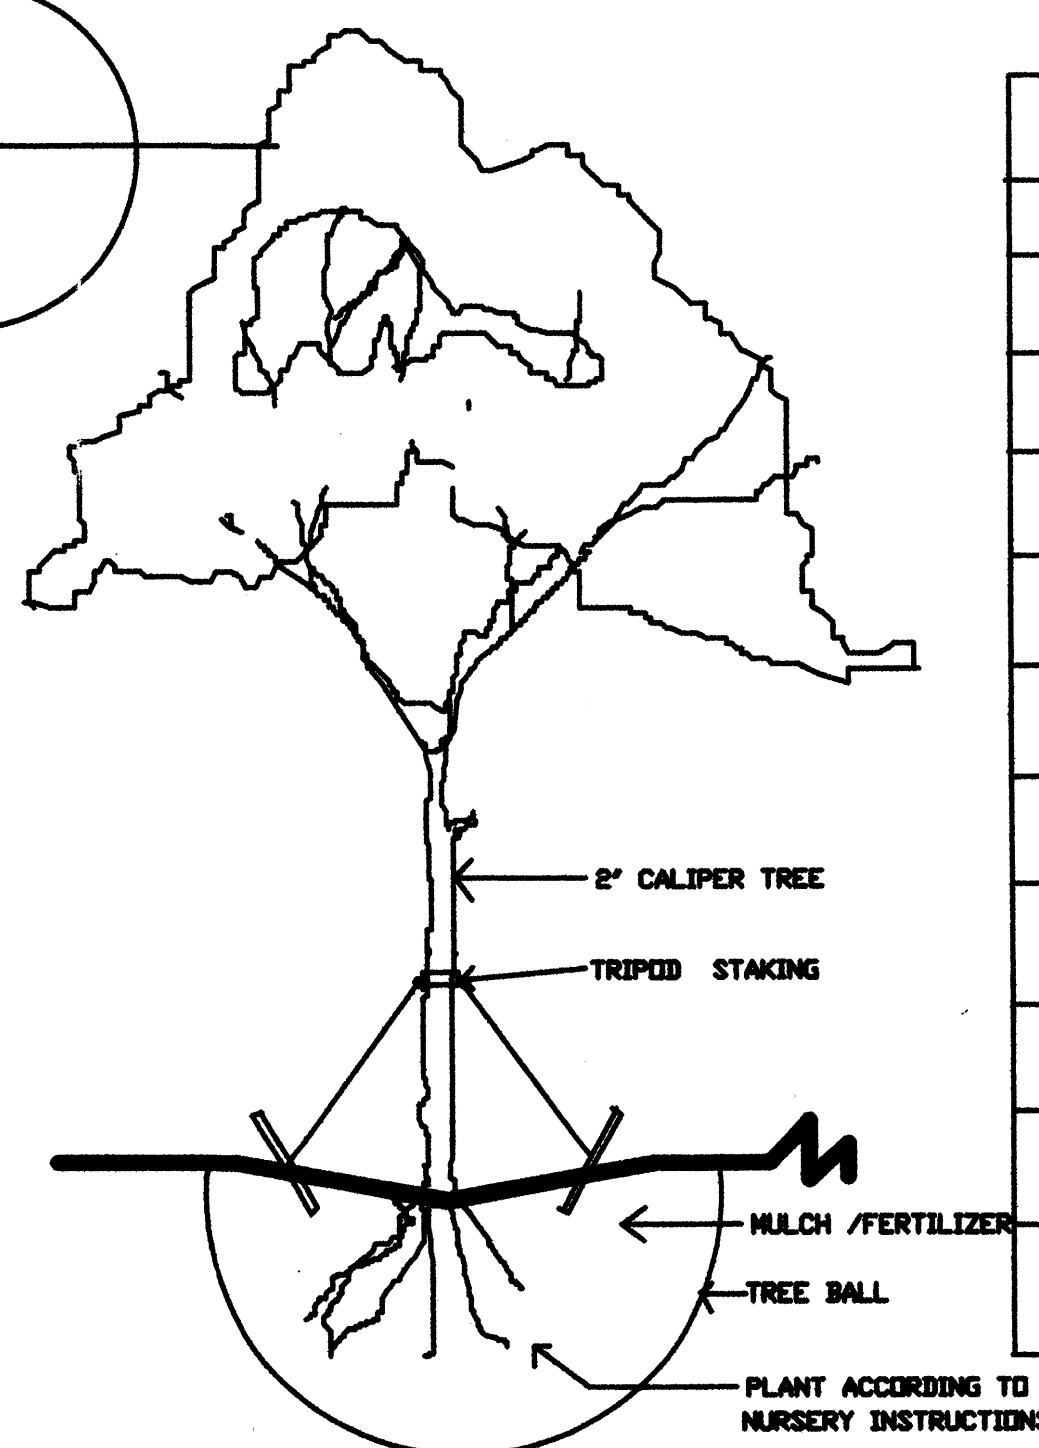 2" CALIPER TREE
TRIPOD STAKING
MULCH /FERTILIZER
TREE BALL
PLANT ACCORDING TO
NURSERY INSTRUCTIONS